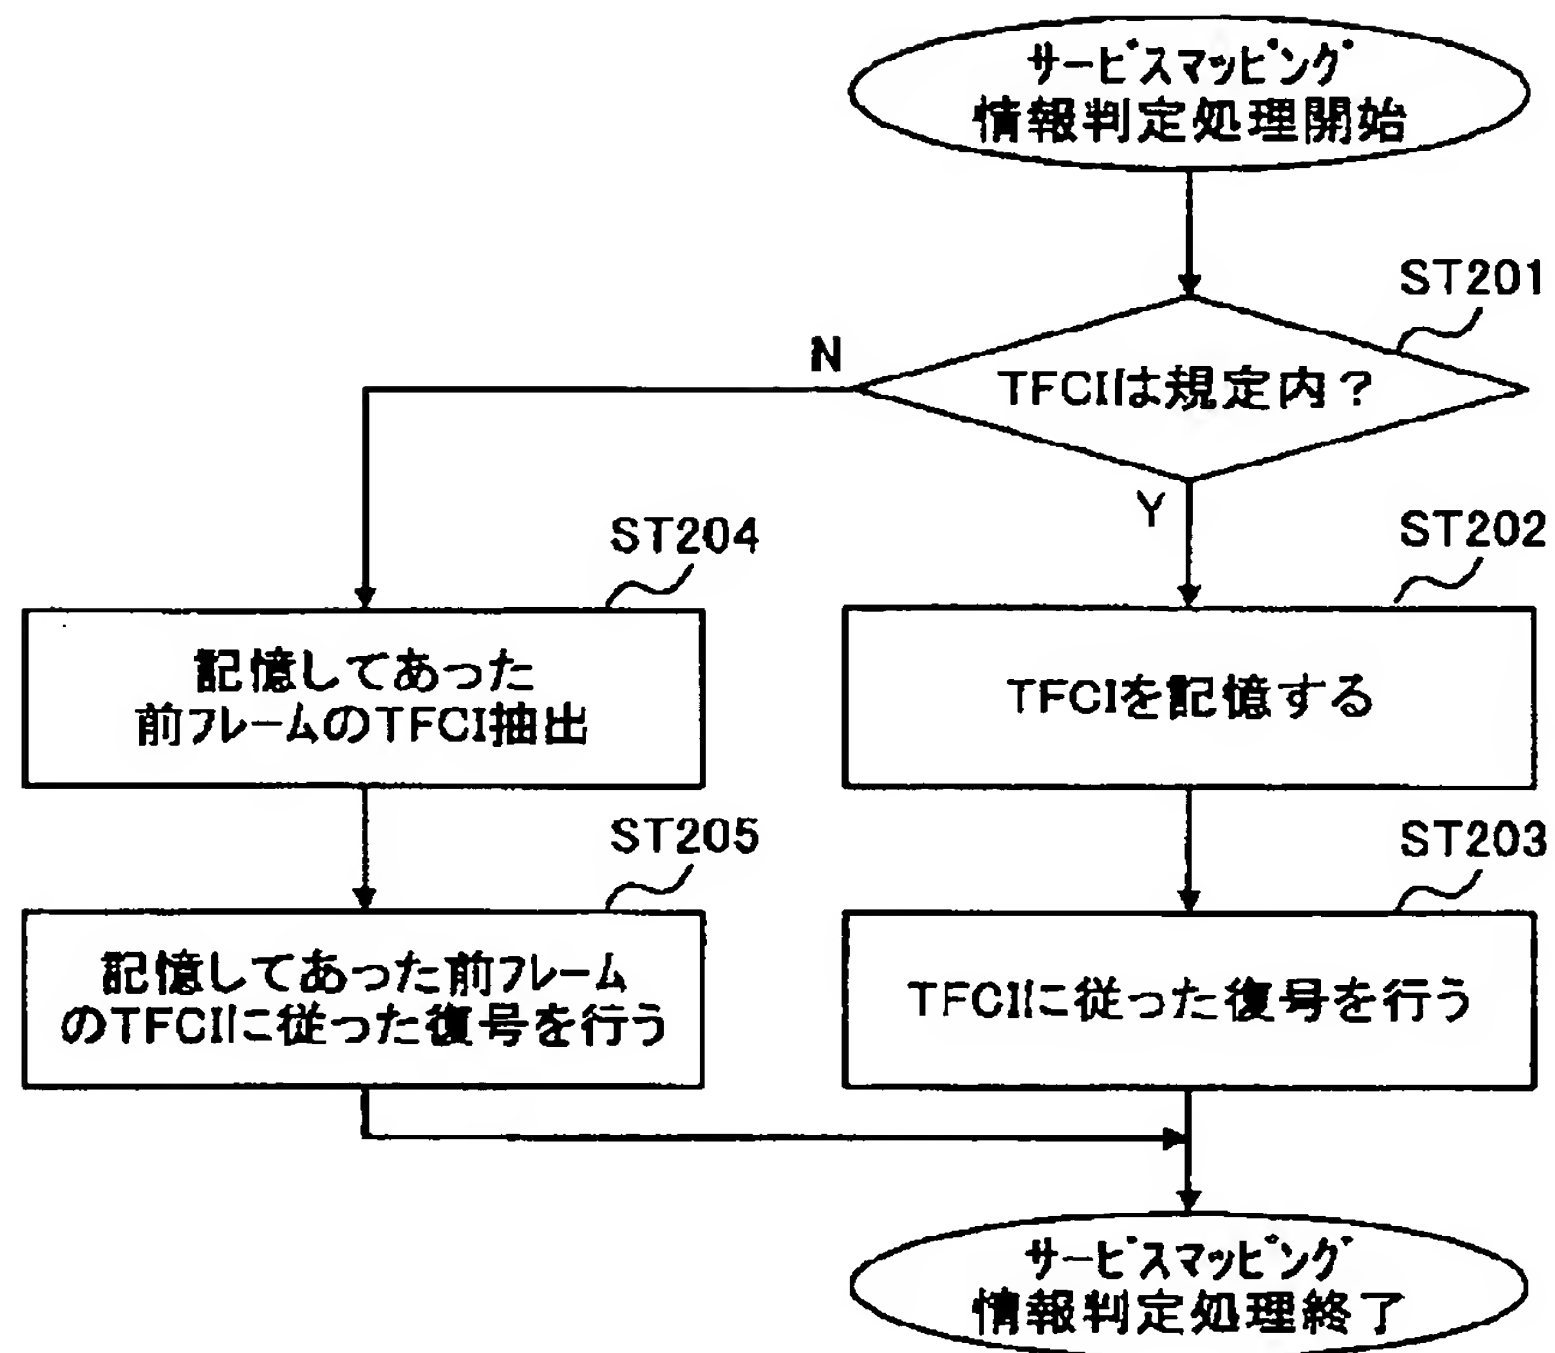 サービスマッピング
情報判定処理開始
ST201
N
TFCIは規定内？
Y
ST204
ST202
記憶してあった
前フレームのTFCI抽出
TFCIを記憶する
ST205
ST203
記憶してあった前フレーム
のTFCIに従った復号を行う
TFCIに従った復号を行う
サービスマッピング
情報判定処理終了